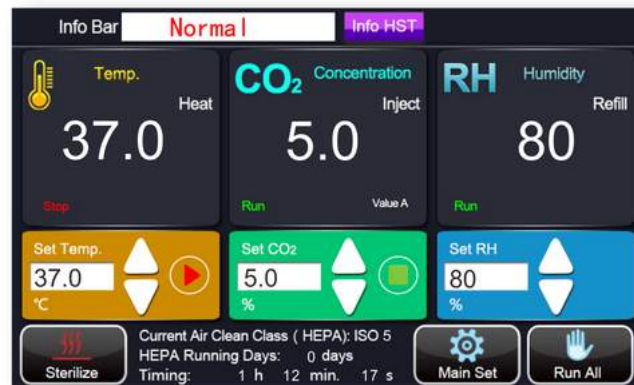 Info Bar Normal Info HST
Temp. CO₂ Concentration RH Humidity
Heat Inject Refill
37.0 5.0 80
Stop Run Value A Run
Set Temp. Set CO₂ Set RH
37.0 5.0 80
℃ % %
Current Air Clean Class ( HEPA): ISO 5
HEPA Running Days: 0 days
Timing: 1 h 12 min. 17 s
Sterilize Main Set Run All